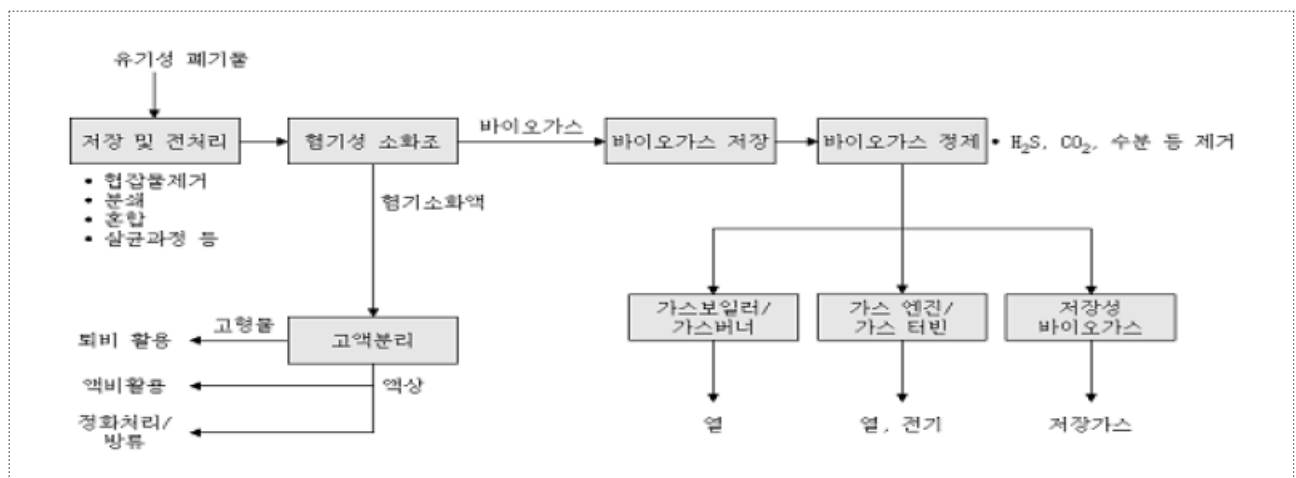 유기성 폐기물
저장 및 전처리
혐기성 소화조
바이오가스
바이오가스 저장
바이오가스 정제
• H₂S, CO₂, 수분 등 제거
• 협잡물제거
• 분쇄
• 혼합
• 살균과정 등
혐기소화액
가스보일러/
가스버너
가스 엔진/
가스 터빈
저장성
바이오가스
고형물
퇴비 활용
고액분리
액비활용
액상
정화처리/
방류
열
열, 전기
저장가스